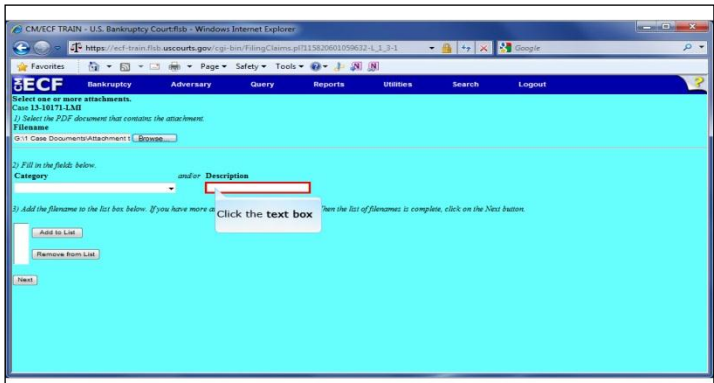 CM/ECF TRAIN - U.S. Bankruptcy Court:flsb - Windows Internet Explorer
https://ecf-train.flsb.uscourts.gov/cgi-bin/FilingClaims.pl?115820601059632-L_1_3-1
Google
Favorites Page Safety Tools
ECF Bankruptcy Adversary Query Reports Utilities Search Logout ?
Select one or more attachments.
Case 13-10171-LMI
1) Select the PDF document that contains the attachment.
Filename
G:\1 Case Documents\Attachment t Browse...
2) Fill in the fields below.
Category and/or Description
3) Add the filename to the list box below. If you have more a When the list of filenames is complete, click on the Next button.
Click the text box
Add to List
Remove from List
Next